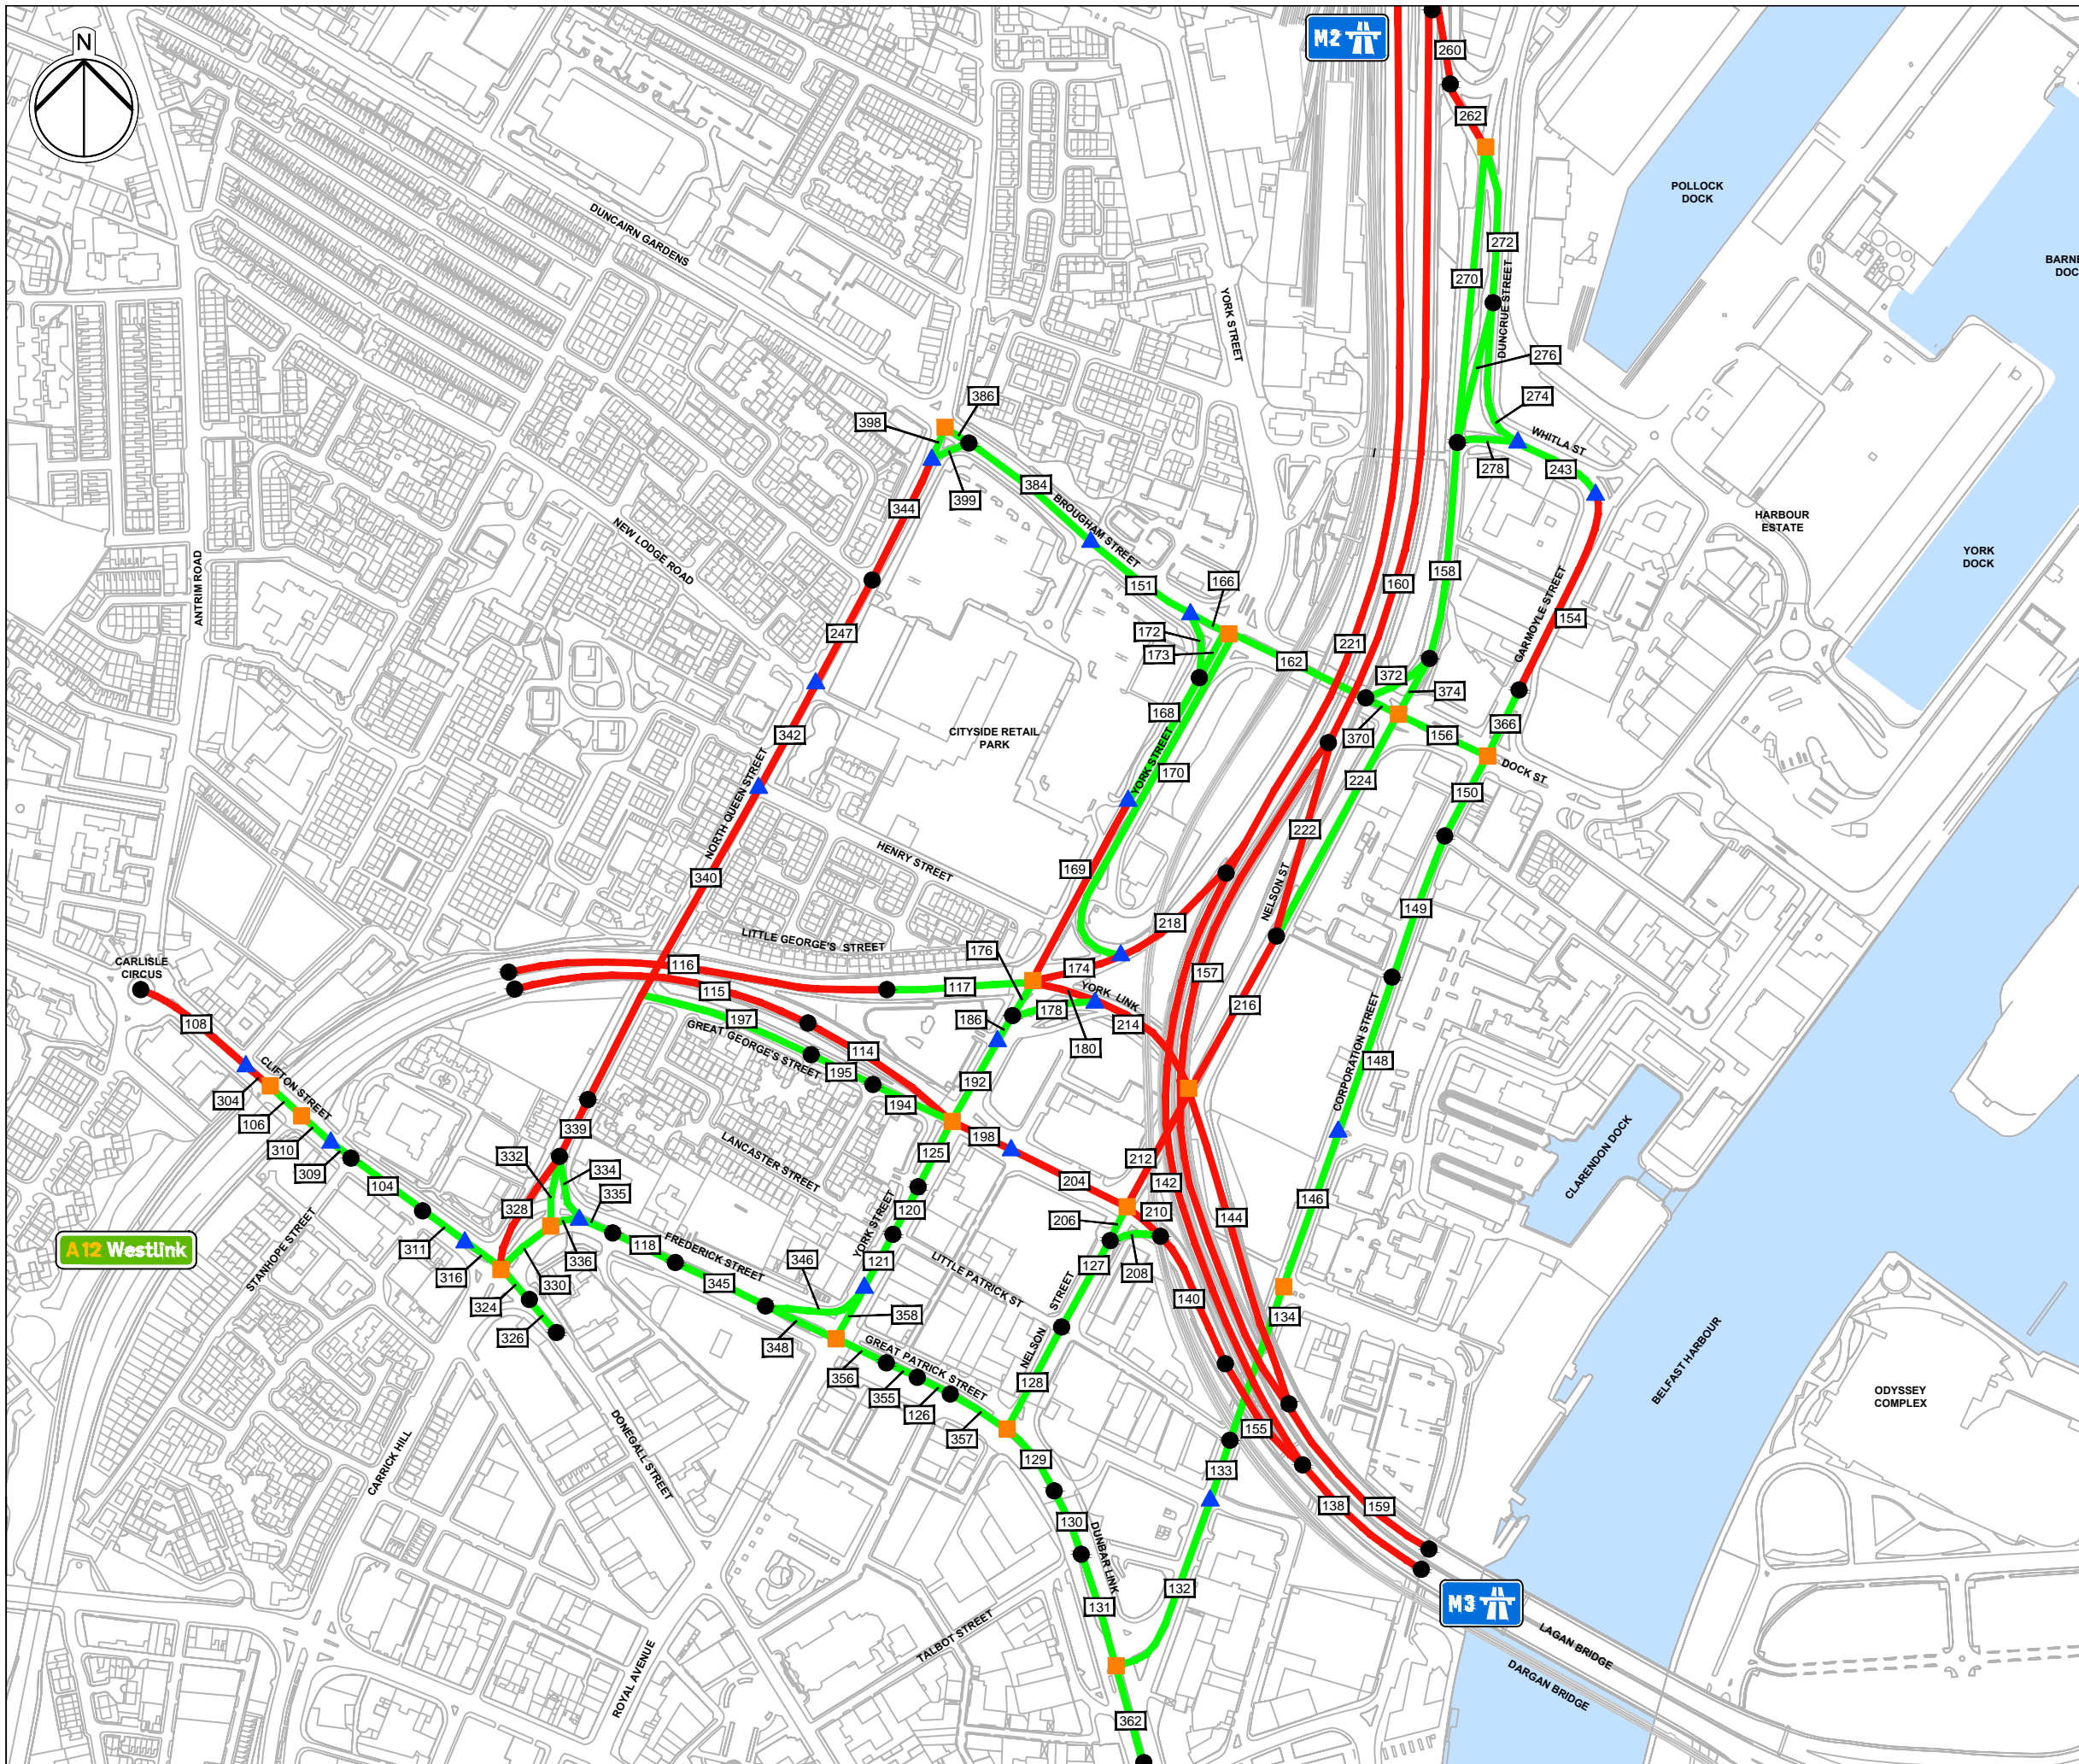 N
M2
260
262
POLLOCK
DOCK
DUNCAIRN GARDENS
272
BARNE
DOC
270
YORK STREET
DUNCRUE STREET
276
386
274
398
WHITLA ST
278
243
384
399
344
BROUGHAM STREET
HARBOUR
ESTATE
NEW LODGE ROAD
YORK
DOCK
ANTRIM ROAD
158
166
151
160
GARMOYLE STREET
154
172
247
221
173
162
372
374
168
366
342
CITYSIDE RETAIL
PARK
370
156
DOCK ST
YORK STREET
170
224
150
NORTH QUEEN STREET
222
HENRY STREET
169
340
NELSON ST
149
218
LITTLE GEORGE'S STREET
176
CARLISLE
CIRCUS
116
174
157
117
115
YORK LINK
216
178
197
186
214
108
GREAT GEORGE'S STREET
CORPORATION STREET
180
114
148
CLIFTON STREET
195
192
304
194
106
339
198
CLARENDON DOCK
310
332
LANCASTER STREET
125
212
309
334
204
142
104
335
146
328
120
210
144
206
STANHOPE STREET
A12 Westlink
311
FREDERICK STREET
118
YORK STREET
336
346
121
127
316
330
345
LITTLE PATRICK ST
208
140
324
358
134
326
348
NELSON STREET
GREAT PATRICK STREET
BELFAST HARBOUR
356
128
355
ODYSSEY
COMPLEX
126
155
357
CARRICK HILL
DONEGALL STREET
129
133
138
159
130
DUNBAR LINK
132
M3
131
TALBOT STREET
LAGAN BRIDGE
ROYAL AVENUE
DARGAN BRIDGE
362